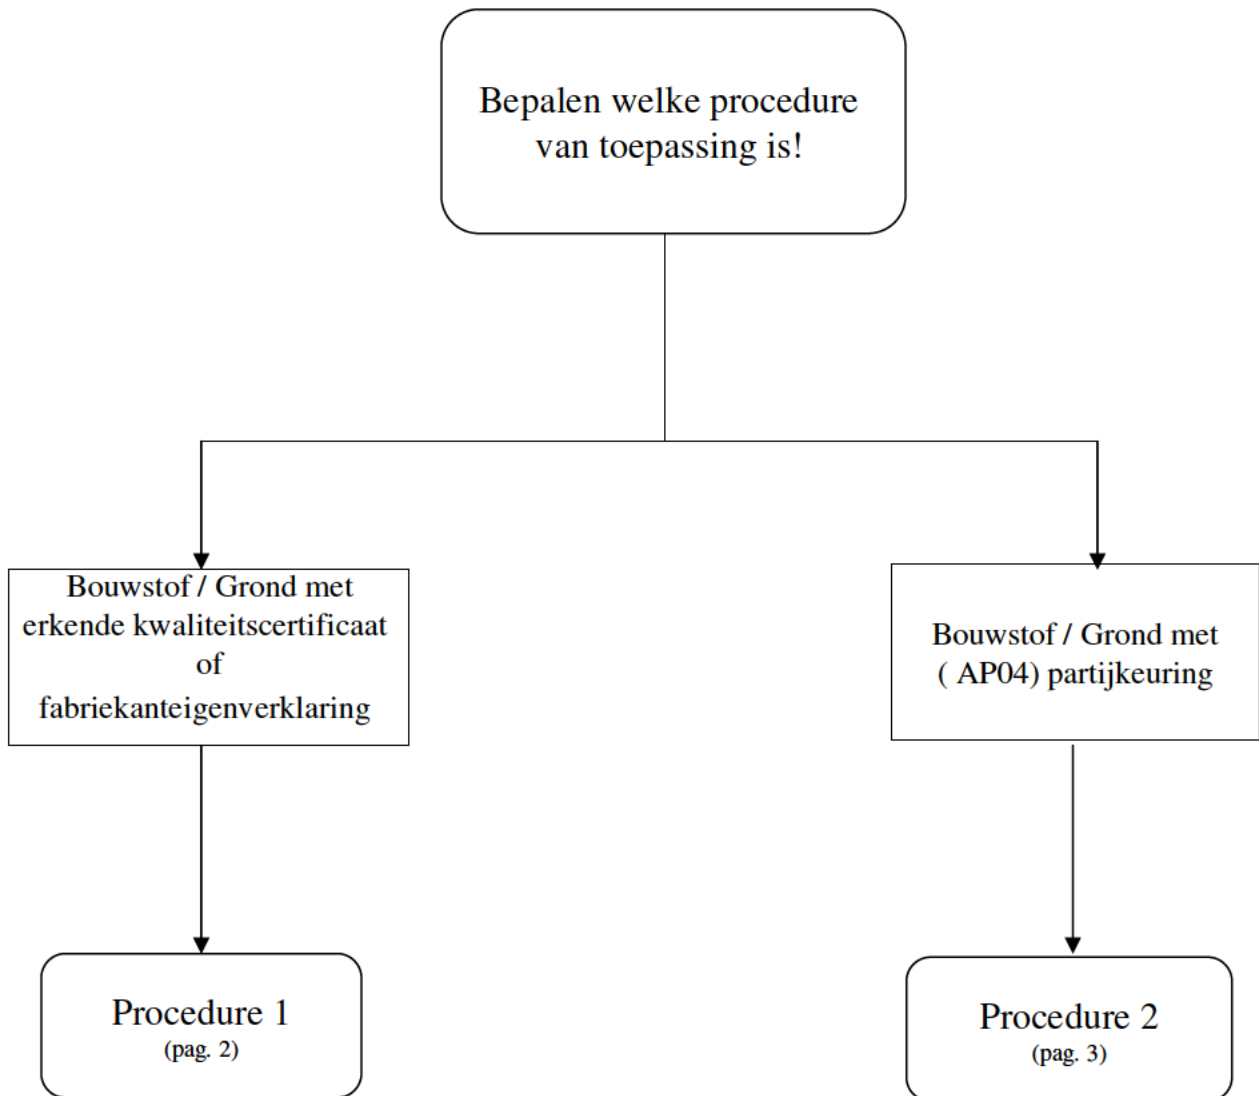 Bepalen welke procedure
van toepassing is!
Bouwstof / Grond met
erkende kwaliteitscertificaat
of
fabriekanteigenverklaring
Bouwstof / Grond met
( AP04) partijkeuring
Procedure 1
(pag. 2)
Procedure 2
(pag. 3)